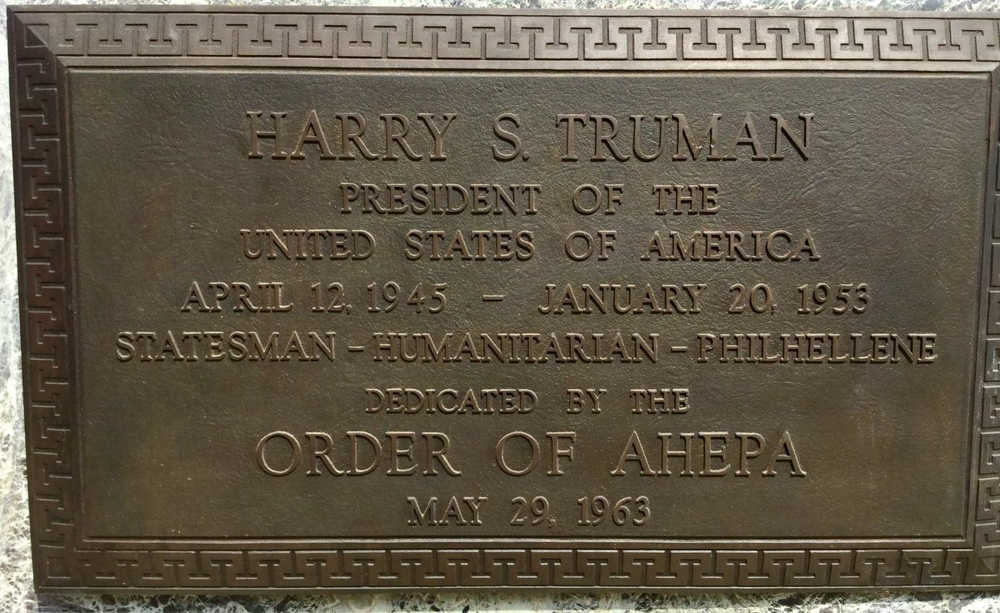 HARRY S. TRUMAN
PRESIDENT OF THE
UNITED STATES OF AMERICA
APRIL 12, 1945 – JANUARY 20, 1953
STATESMAN – HUMANITARIAN – PHILHELLENE
DEDICATED BY THE
ORDER OF AHEPA
MAY 29, 1963